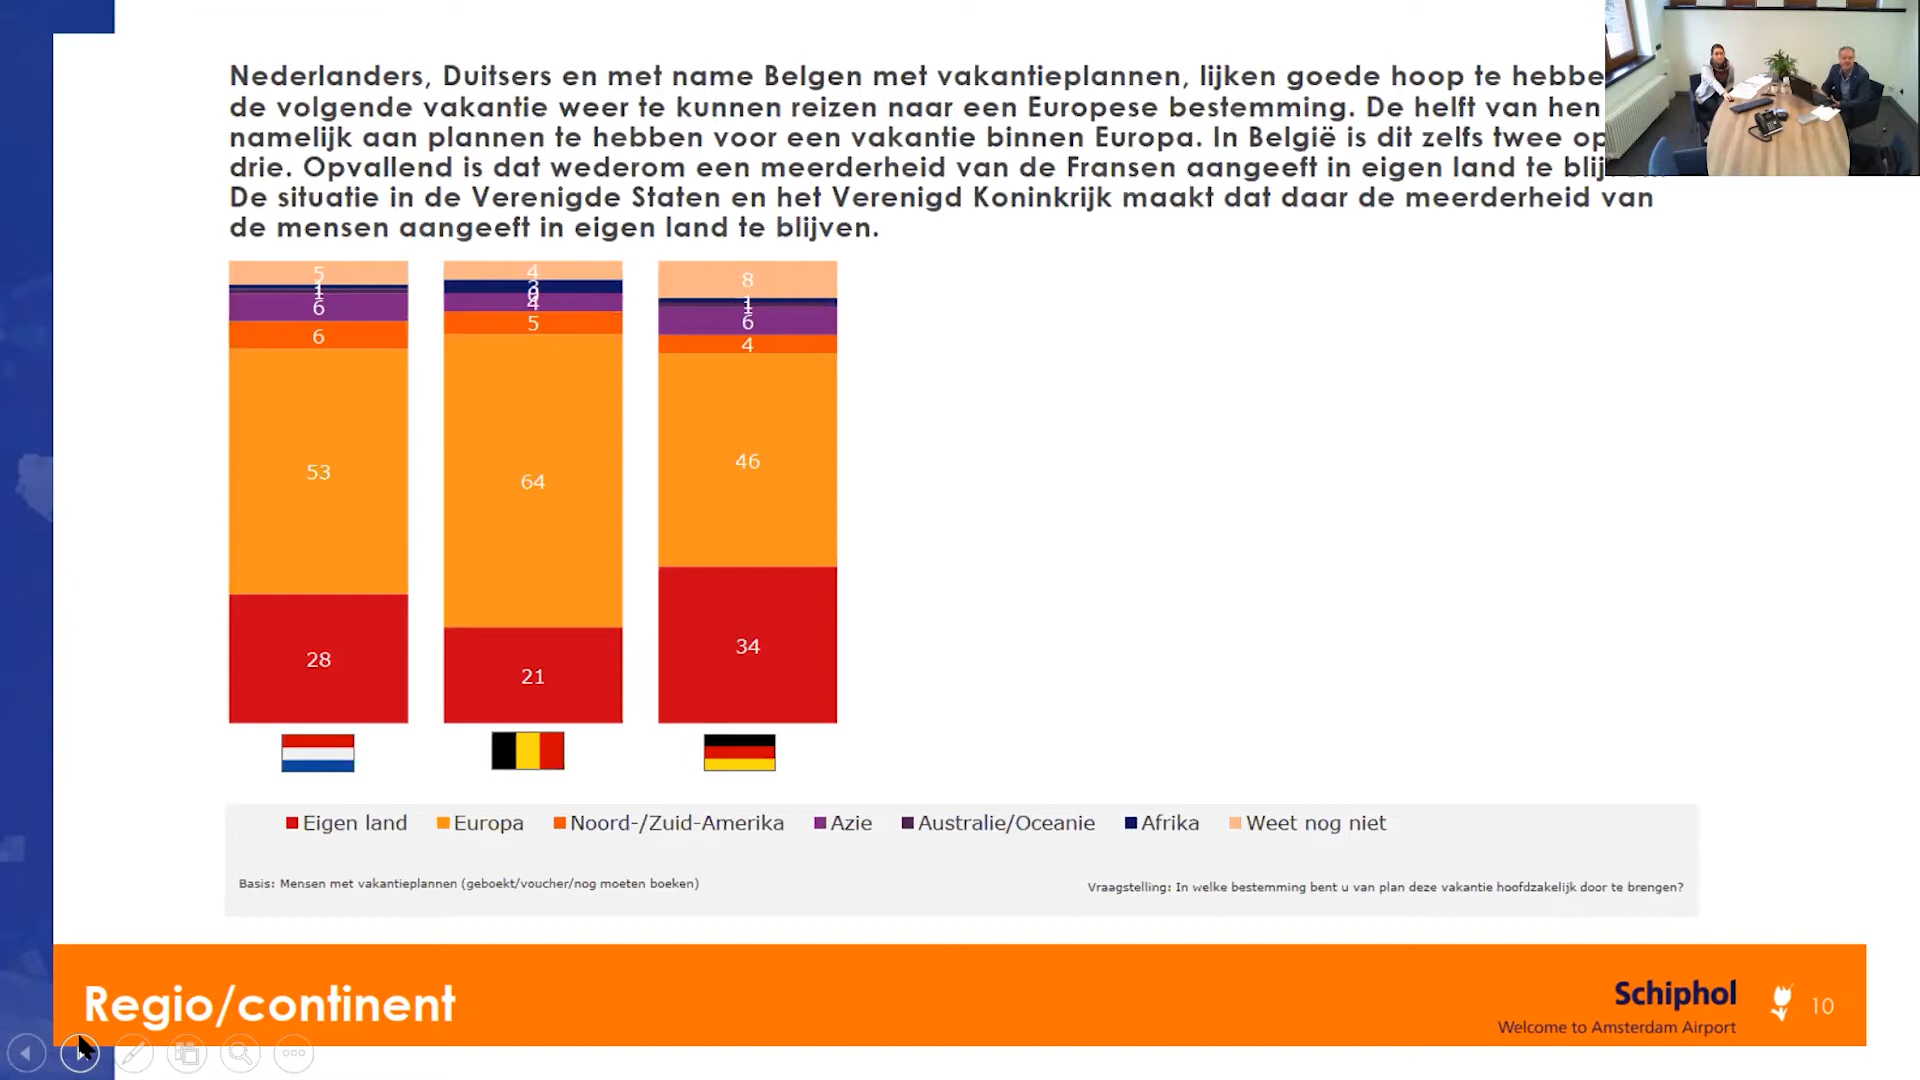 Nederlanders, Duitsers en met name Belgen met vakantieplannen, lijken goede hoop te hebbe
de volgende vakantie weer te kunnen reizen naar een Europese bestemming. De helft van hen
namelijk aan plannen te hebben voor een vakantie binnen Europa. In België is dit zelfs twee op
drie. Opvallend is dat wederom een meerderheid van de Fransen aangeeft in eigen land te blij
De situatie in de Verenigde Staten en het Verenigd Koninkrijk maakt dat daar de meerderheid van
de mensen aangeeft in eigen land te blijven.
5 4 8
1 1
6 4 6
6 5 4
53 64 46
28 21 34
Eigen land Europa Noord-/Zuid-Amerika Azie Australie/Oceanie Afrika Weet nog niet
Basis: Mensen met vakantieplannen (geboekt/voucher/nog moeten boeken)
Vraagstelling: In welke bestemming bent u van plan deze vakantie hoofdzakelijk door te brengen?
Regio/continent
Schiphol
Welcome to Amsterdam Airport
10